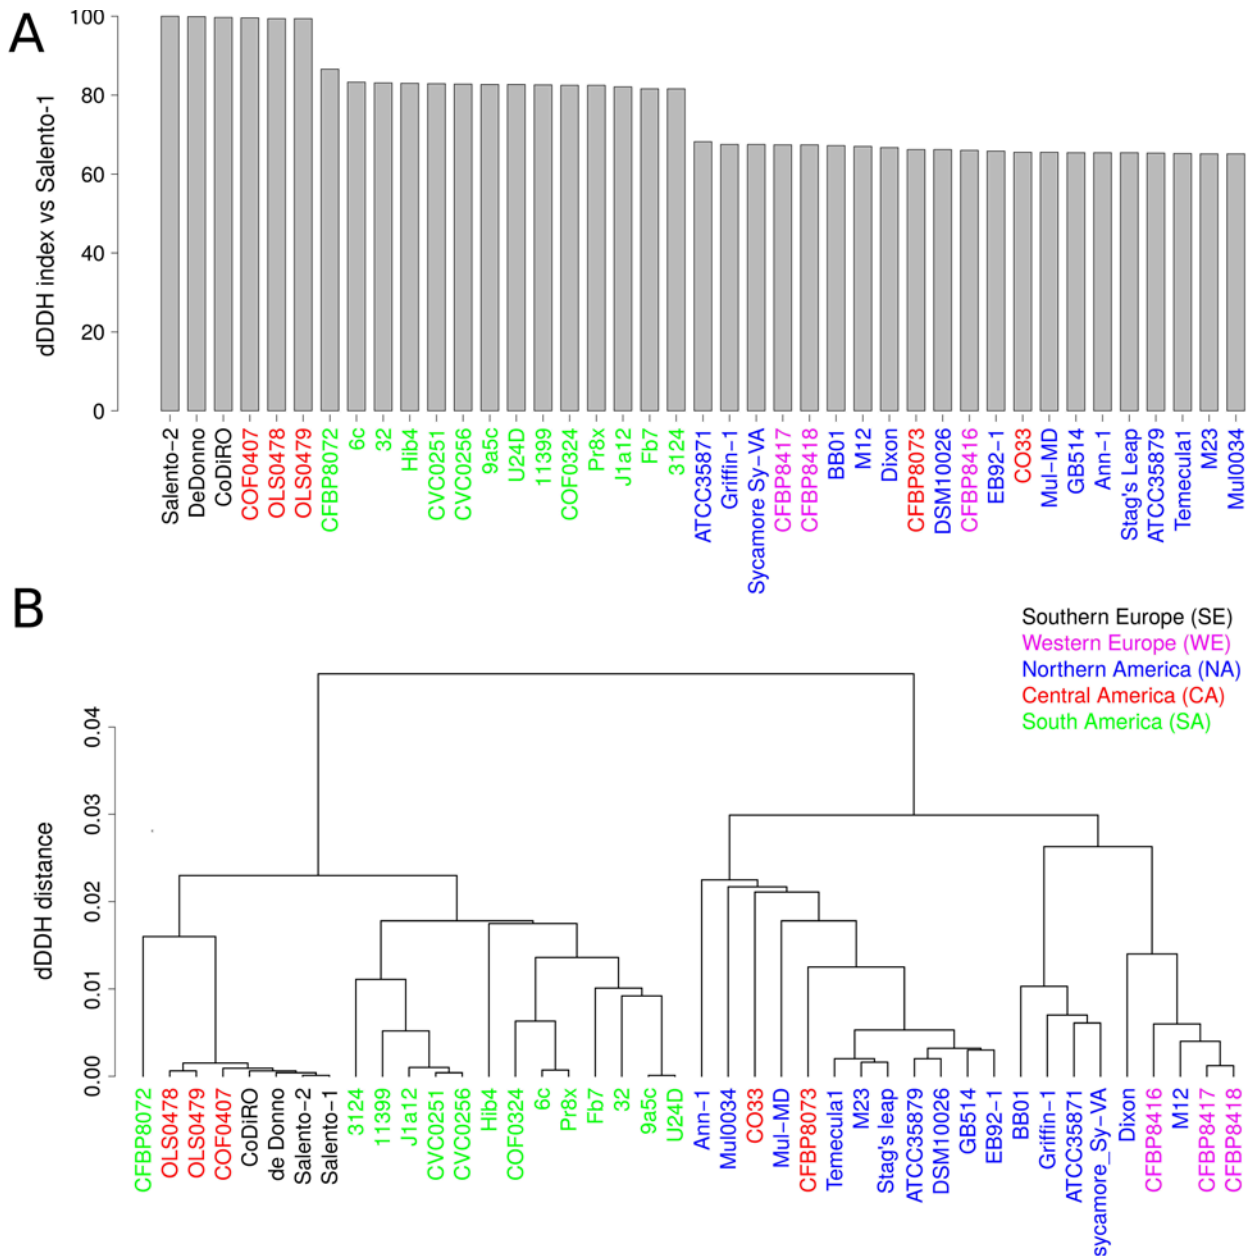 A
dDDH index vs Salento-1
100
80
60
40
20
0
Salento-2
DeDonno
CoDiRO
COF0407
OLS0478
OLS0479
CFBP8072
6c
32
Hib4
CVC0251
CVC0256
9a5c
U24D
11399
COF0324
Pr8x
J1a12
Fb7
3124
ATCC35871
Griffin-1
Sycamore Sy-VA
CFBP8417
CFBP8418
BB01
M12
Dixon
CFBP8073
DSM10026
CFBP8416
EB92-1
CO33
Mul-MD
GB514
Ann-1
Stag's Leap
ATCC35879
Temecula1
M23
Mul0034
B
Southern Europe (SE)
Western Europe (WE)
Northern America (NA)
Central America (CA)
South America (SA)
dDDH distance
0.04
0.03
0.02
0.01
0.00
CFBP8072
OLS0478
OLS0479
COF0407
CoDiRO
de Donno
Salento-2
Salento-1
3124
11399
J1a12
CVC0251
CVC0256
Hib4
COF0324
6c
Pr8x
Fb7
32
9a5c
U24D
Ann-1
Mul0034
CO33
Mul-MD
CFBP8073
Temecula1
M23
Stag's leap
ATCC35879
DSM10026
GB514
EB92-1
BB01
Griffin-1
ATCC35871
sycamore_Sy-VA
Dixon
CFBP8416
M12
CFBP8417
CFBP8418